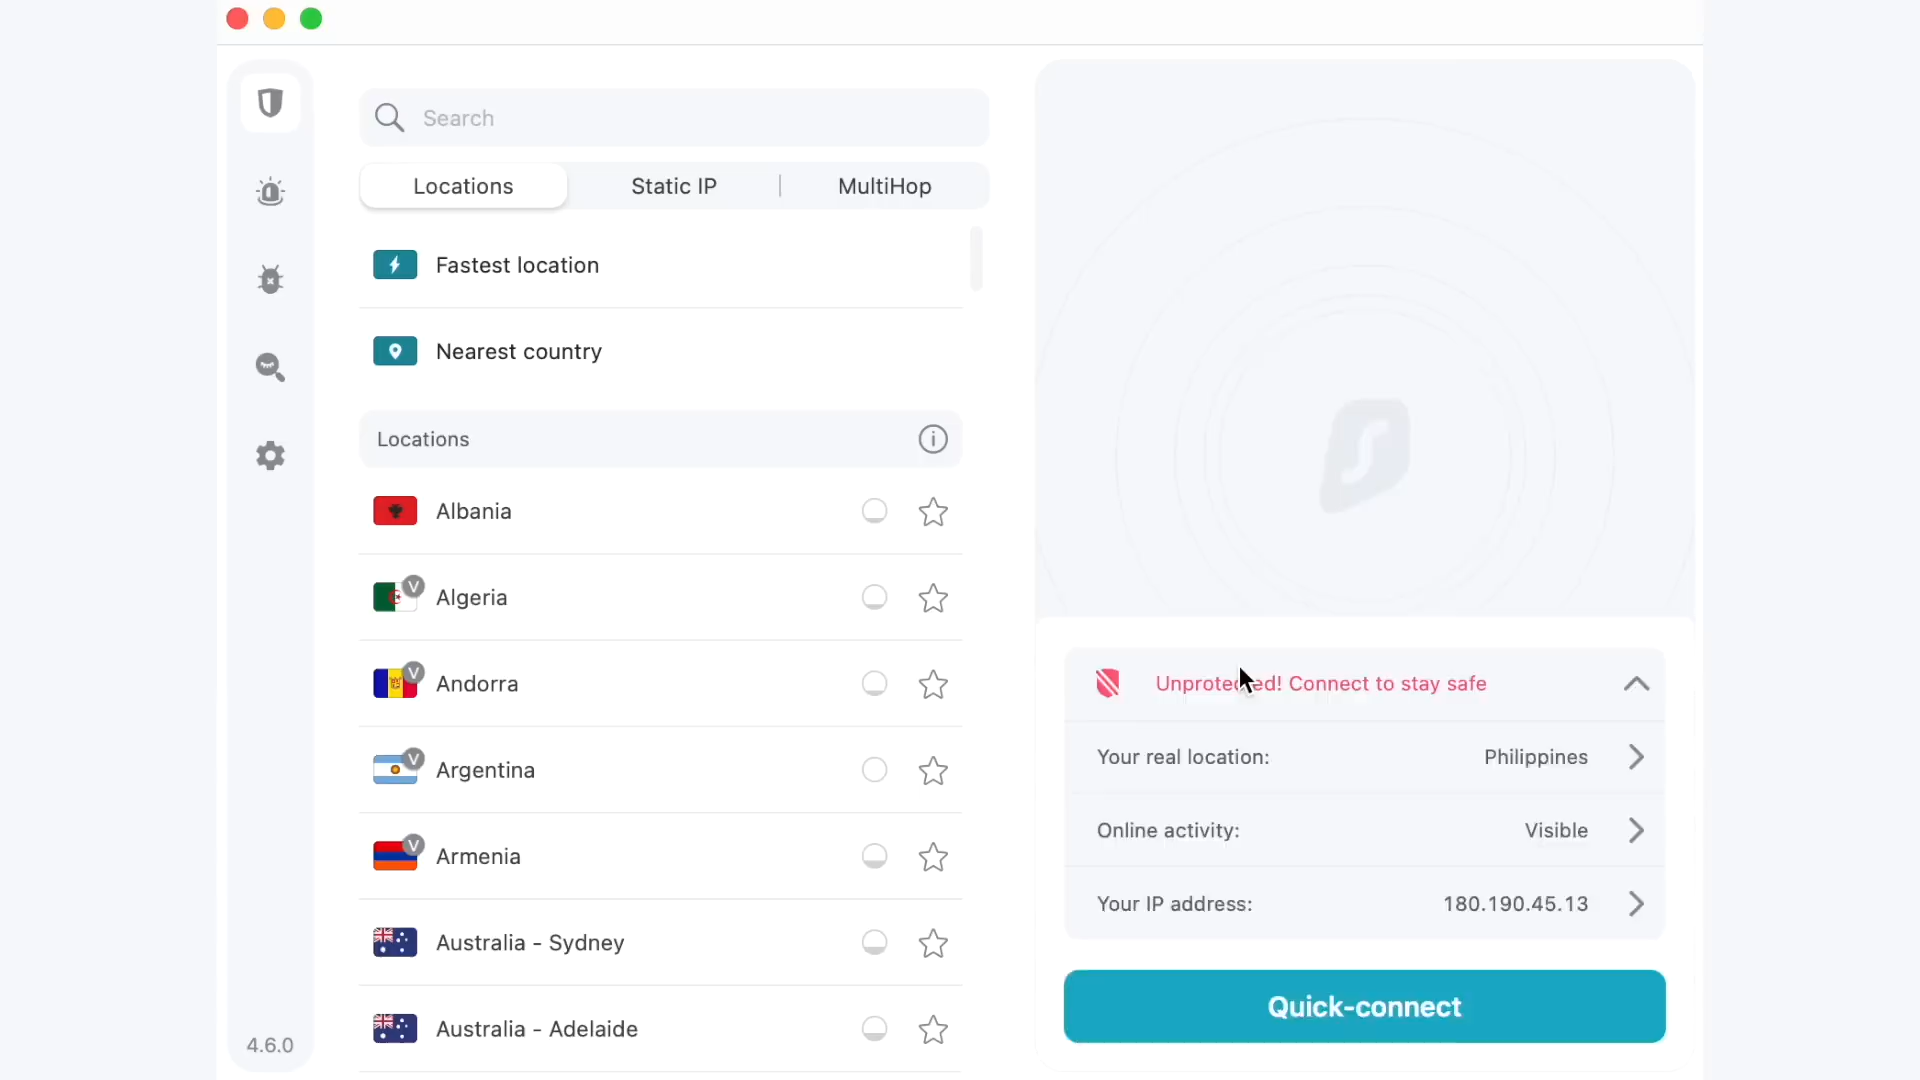 Search
Locations
Static IP
MultiHop
Fastest location
Nearest country
Locations
Albania
V
Algeria
V
Andorra
V
Argentina
V
Armenia
Australia - Sydney
Australia - Adelaide
4.6.0
Unprotected! Connect to stay safe
Your real location: Philippines
Online activity: Visible
Your IP address: 180.190.45.13
Quick-connect